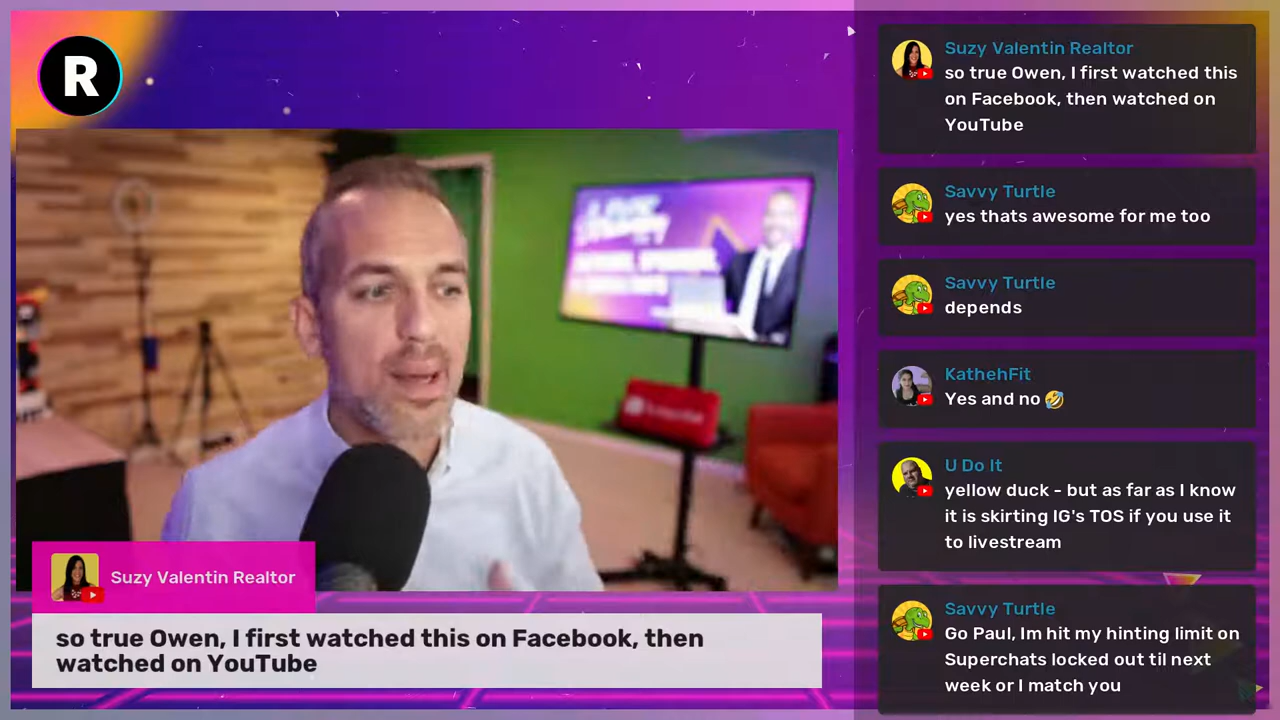 R
Suzy Valentin Realtor
so true Owen, I first watched this on Facebook, then
watched on YouTube
Suzy Valentin Realtor
so true Owen, I first watched this
on Facebook, then watched on
YouTube
Savvy Turtle
yes thats awesome for me too
Savvy Turtle
depends
KathehFit
Yes and no 🤣
U Do It
yellow duck - but as far as I know
it is skirting IG's TOS if you use it
to livestream
Savvy Turtle
Go Paul, Im hit my hinting limit on
Superchats locked out til next
week or I match you